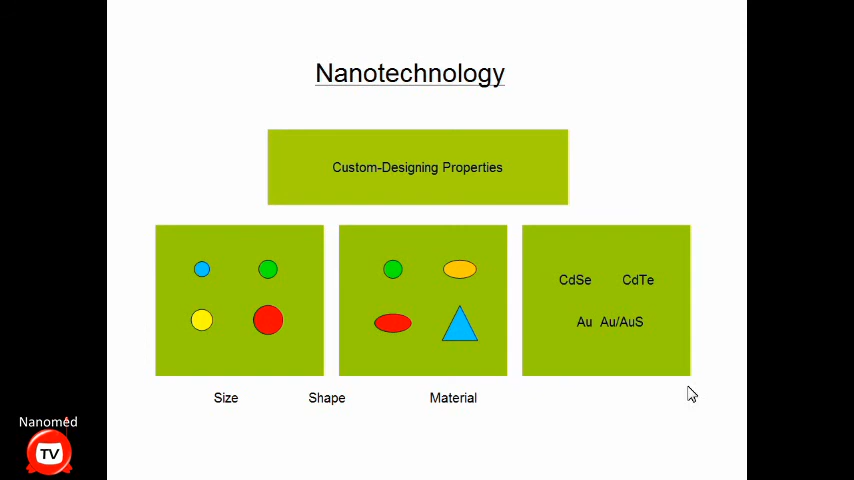 Nanotechnology
Custom-Designing Properties
CdSe CdTe
Au Au/AuS
Size Shape Material
Nanomed
TV